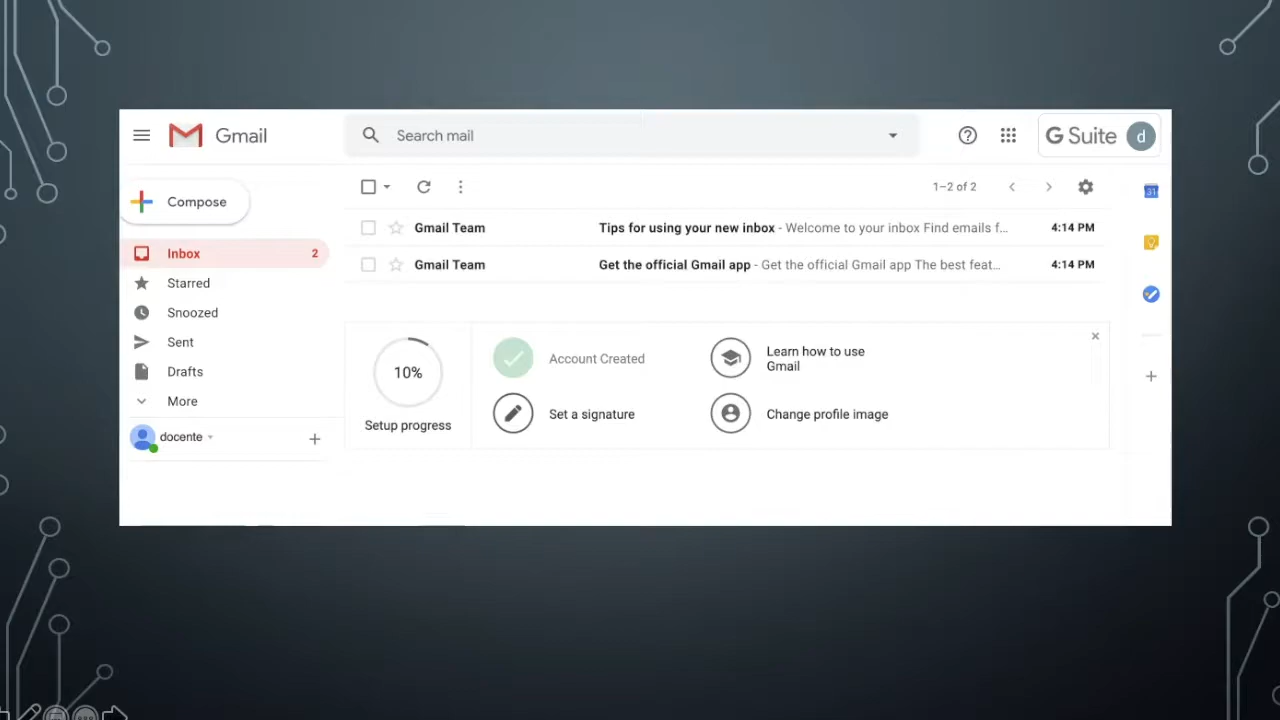 Gmail
Search mail
G Suite
d
Compose
1–2 of 2
31
Inbox 2
Gmail Team Tips for using your new inbox - Welcome to your inbox Find emails f... 4:14 PM
Gmail Team Get the official Gmail app - Get the official Gmail app The best feat... 4:14 PM
Starred
Snoozed
Sent
Drafts
More
docente
10%
Setup progress
Account Created
Learn how to use
Gmail
Set a signature
Change profile image